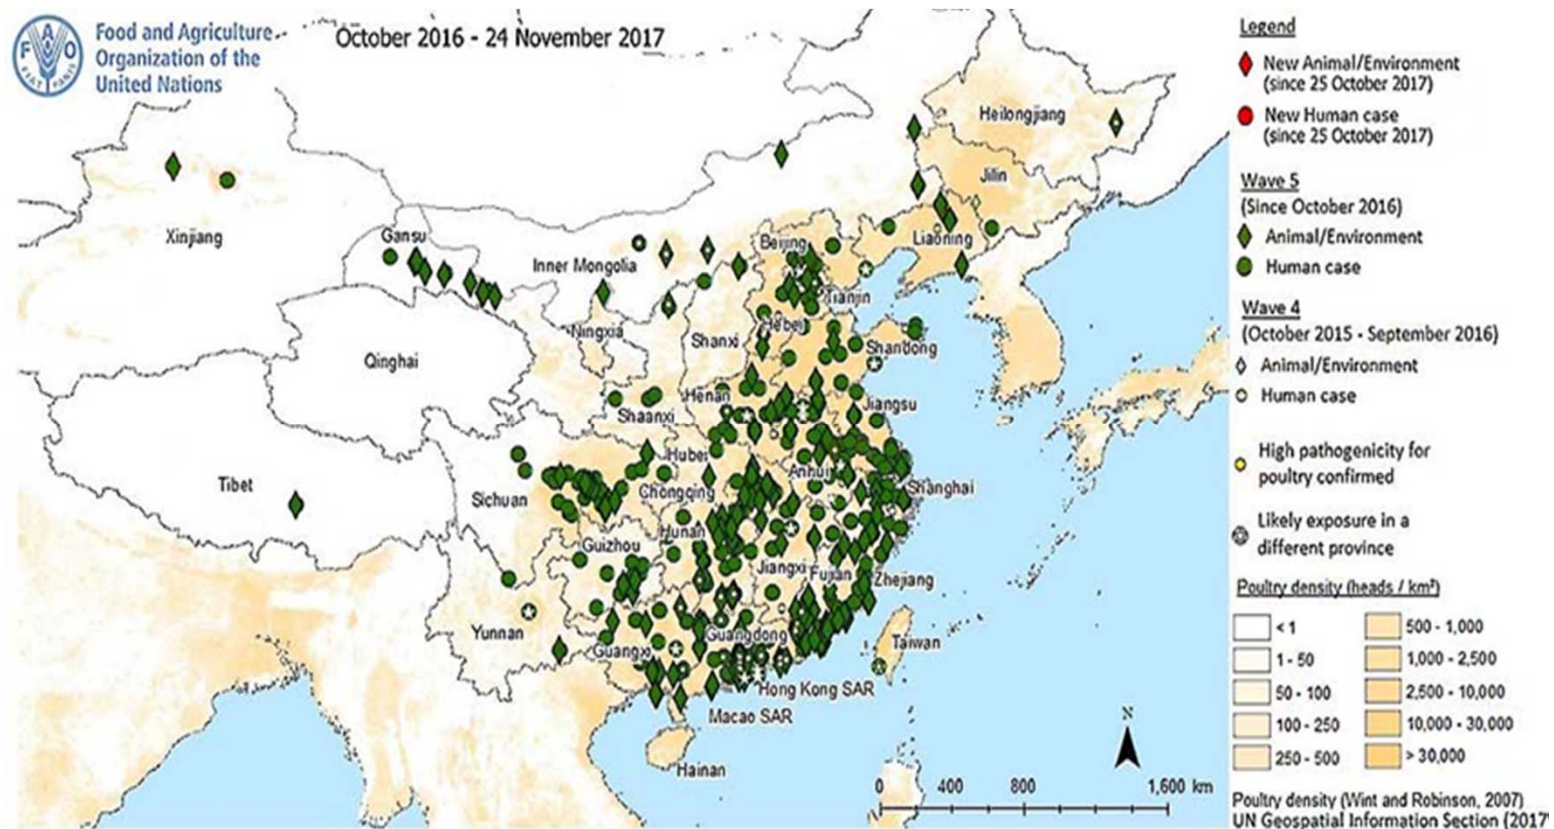 Food and Agriculture
Organization of the
United Nations
FAO
FIAT PANIS
October 2016 - 24 November 2017
Heilongjiang
Jilin
Xinjiang
Gansu
Beijing
Liaoning
Inner Mongolia
Tianjin
Ningxia
Hebei
Shanxi
Shandong
Qinghai
Henan
Jiangsu
Shaanxi
Hubei
Anhui
Tibet
Sichuan
Chongqing
Shanghai
Hunan
Guizhou
Jiangxi
Fujian
Zhejiang
Yunnan
Guangxi
Guangdong
Taiwan
Hong Kong SAR
Macao SAR
Hainan
N
0 400 800 1,600 km
Legend
New Animal/Environment
(since 25 October 2017)
New Human case
(since 25 October 2017)
Wave 5
(Since October 2016)
Animal/Environment
Human case
Wave 4
(October 2015 - September 2016)
Animal/Environment
Human case
High pathogenicity for
poultry confirmed
Likely exposure in a
different province
Poultry density (heads / km²)
< 1
1 - 50
50 - 100
100 - 250
250 - 500
500 - 1,000
1,000 - 2,500
2,500 - 10,000
10,000 - 30,000
> 30,000
Poultry density (Wint and Robinson, 2007)
UN Geospatial Information Section (2017